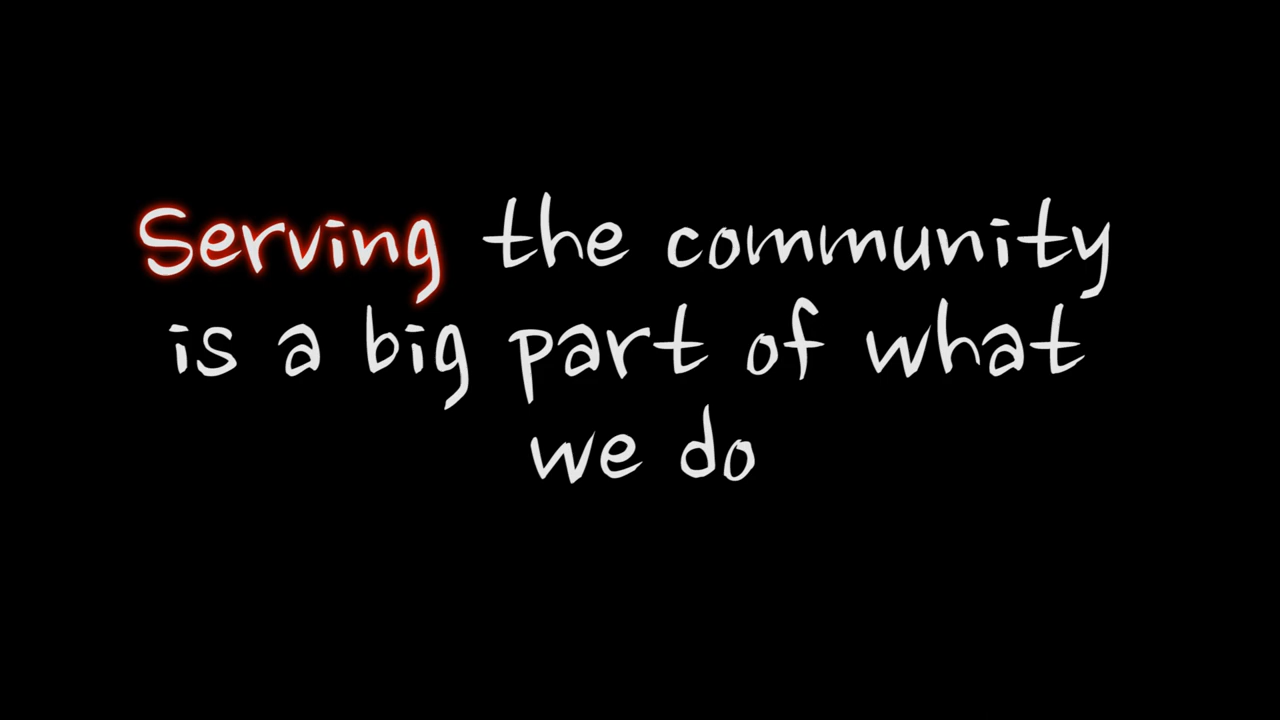 Serving the community
is a big part of what
we do